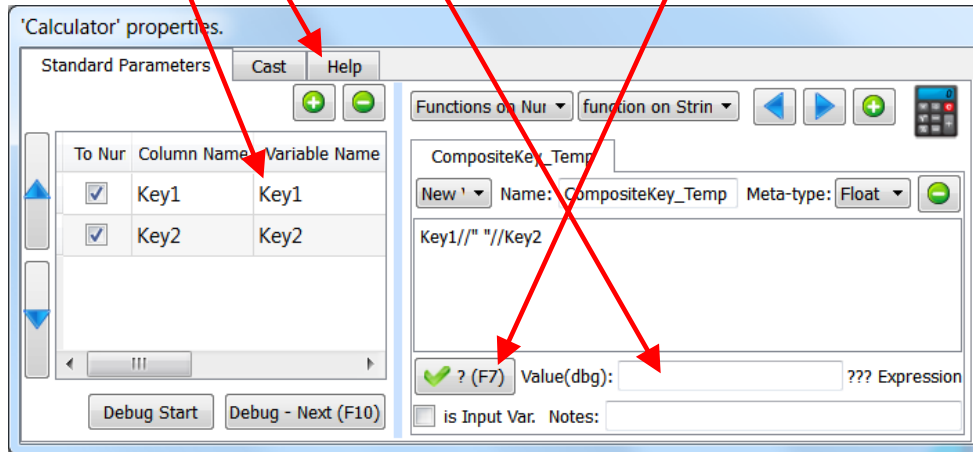 'Calculator' properties.
Standard Parameters Cast Help
Functions on Nur function on Strin
To Nur Column Name Variable Name
CompositeKey_Temp
Key1 Key1
New ' Name: CompositeKey_Temp Meta-type: Float
Key2 Key2
Key1//" "//Key2
? (F7) Value(dbg): ??? Expression
Debug Start Debug - Next (F10)
is Input Var. Notes: